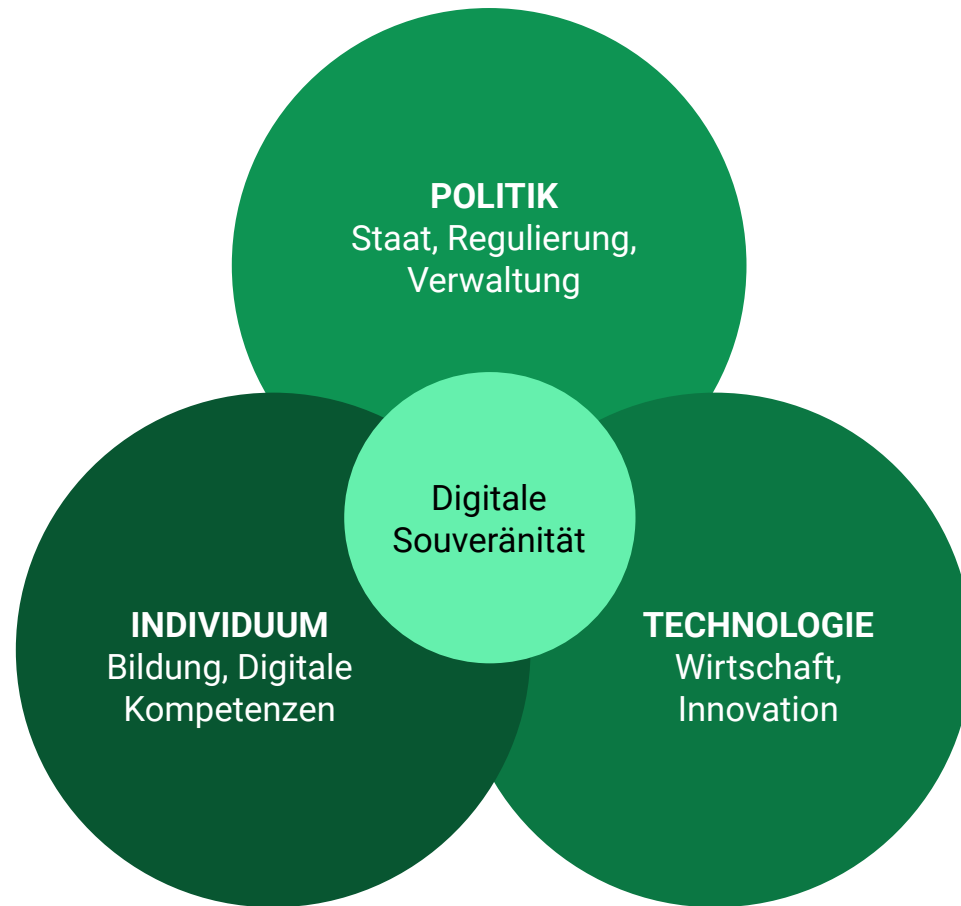 POLITIK
Staat, Regulierung,
Verwaltung
Digitale
Souveränität
INDIVIDUUM
Bildung, Digitale
Kompetenzen
TECHNOLOGIE
Wirtschaft,
Innovation